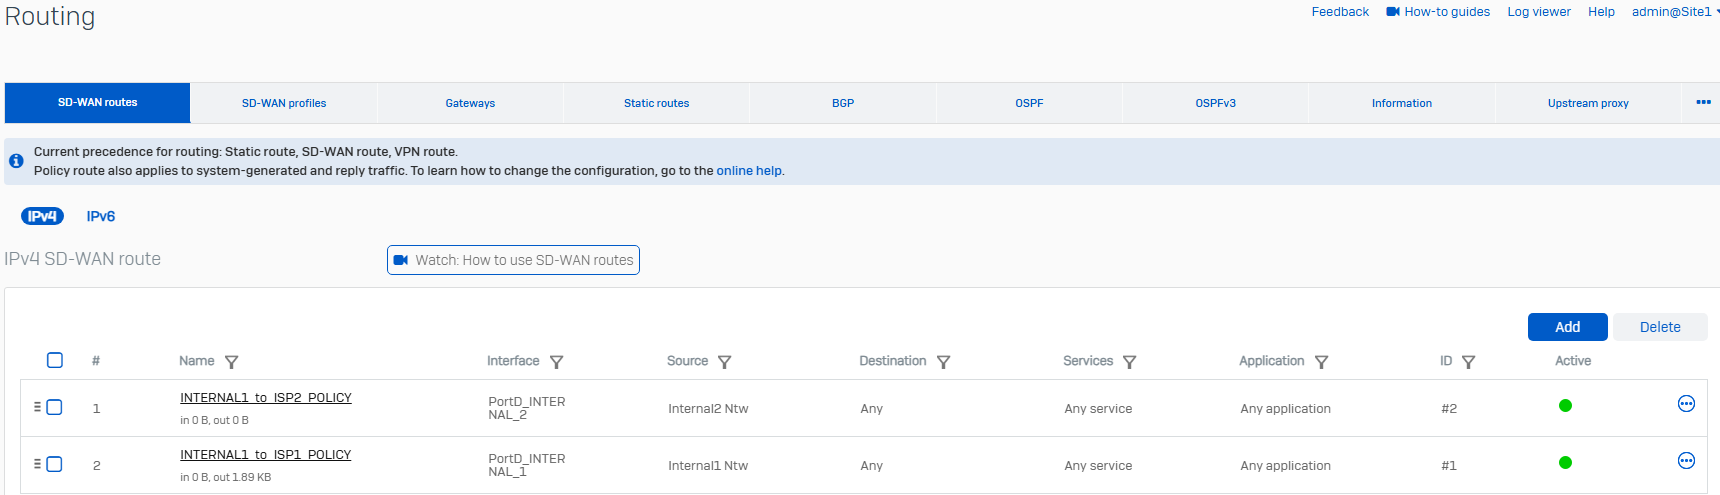 Routing
Feedback How-to guides Log viewer Help admin@Site1
SD-WAN routes SD-WAN profiles Gateways Static routes BGP OSPF OSPFv3 Information Upstream proxy •••
Current precedence for routing: Static route, SD-WAN route, VPN route.
Policy route also applies to system-generated and reply traffic. To learn how to change the configuration, go to the online help.
IPv4 IPv6
IPv4 SD-WAN route Watch: How to use SD-WAN routes
Add Delete
# Name Interface Source Destination Services Application ID Active
1 INTERNAL1_to_ISP2_POLICY PortD_INTER Internal2 Ntw Any Any service Any application #2
in 0 B, out 0 B NAL_2
2 INTERNAL1_to_ISP1_POLICY PortD_INTER Internal1 Ntw Any Any service Any application #1
in 0 B, out 1.89 KB NAL_1